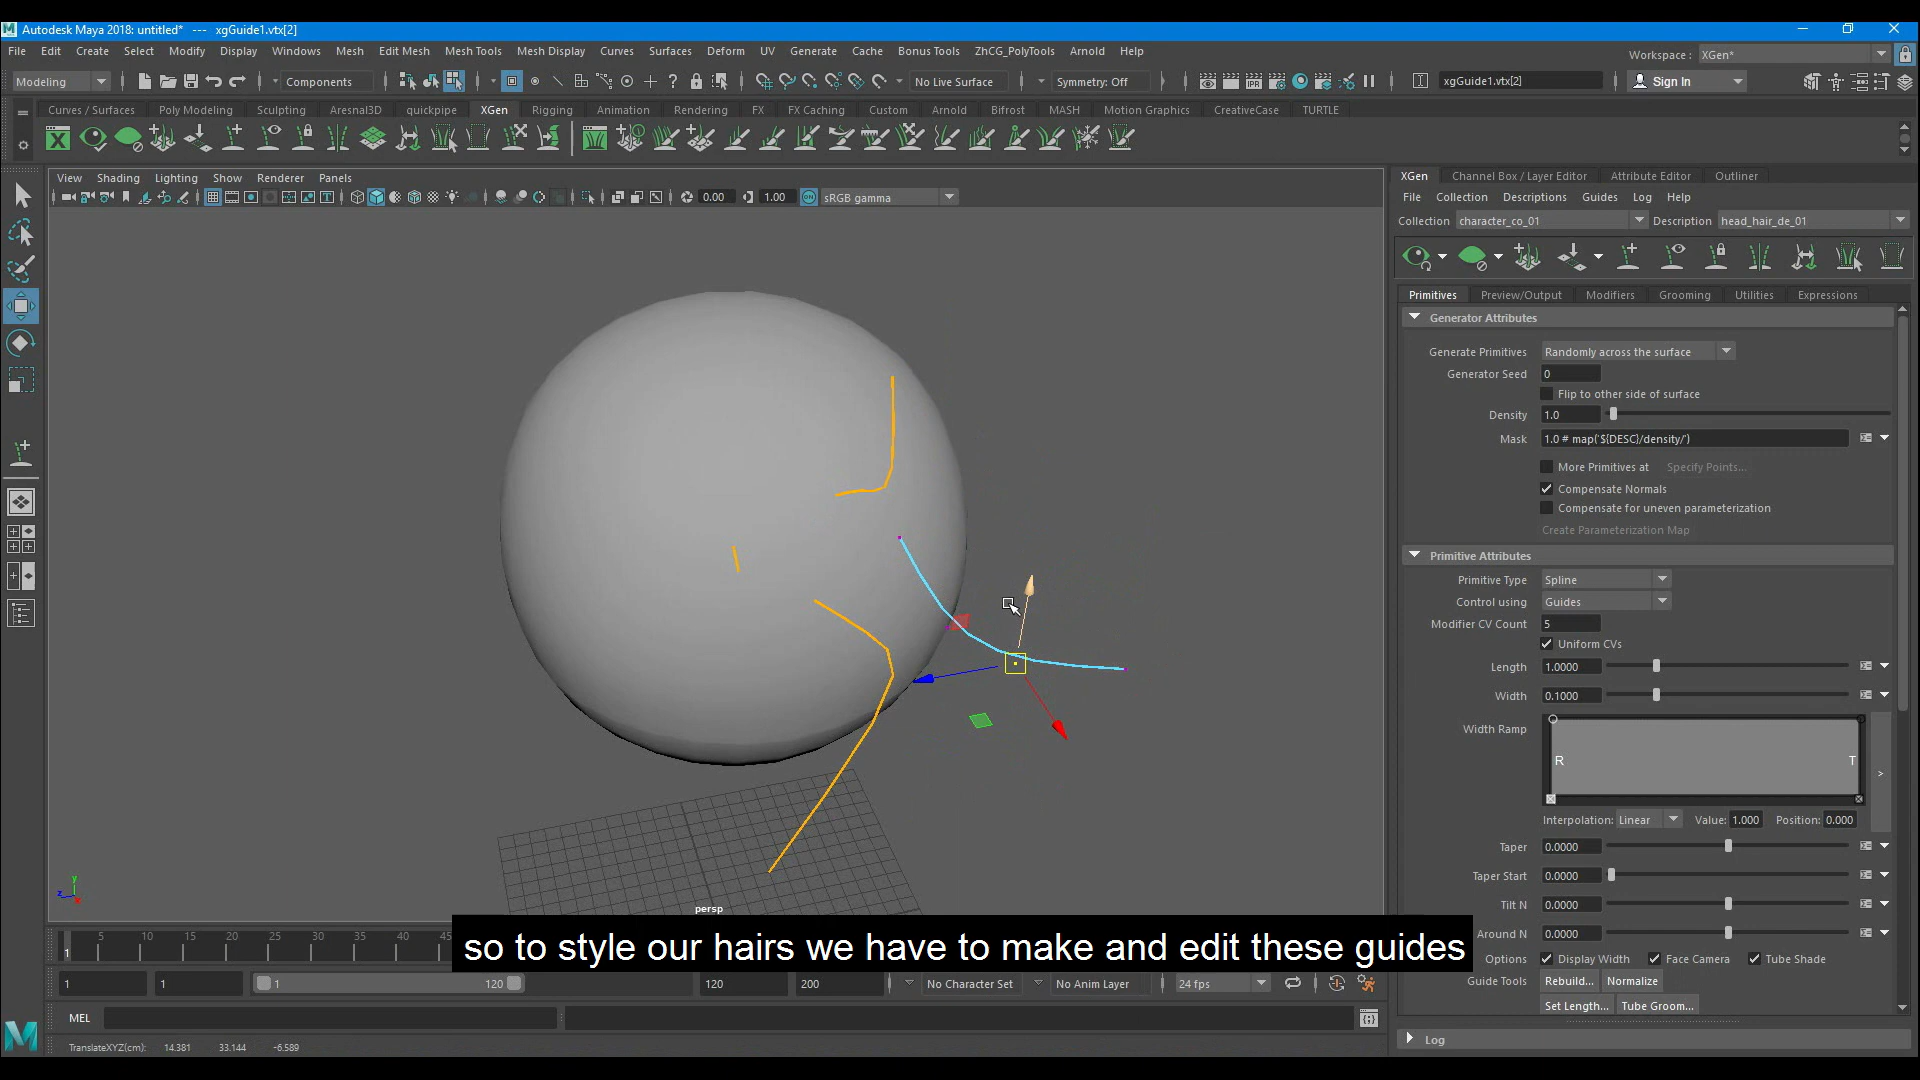 Autodesk Maya 2018: untitled* --- xgGuide1.vtx[2]
File Edit Create Select Modify Display Windows Mesh Edit Mesh Mesh Tools Mesh Display Curves Surfaces Deform UV Generate Cache Bonus Tools ZhCG_PolyTools Arnold Help
Workspace : XGen*
Modeling Components No Live Surface Symmetry: Off xgGuide1.vtx[2] Sign In
Curves / Surfaces Poly Modeling Sculpting Aresnal3D quickpipe XGen Rigging Animation Rendering FX FX Caching Custom Arnold Bifrost MASH Motion Graphics CreativeCase TURTLE
View Shading Lighting Show Renderer Panels
0.00 1.00 sRGB gamma
XGen Channel Box / Layer Editor Attribute Editor Outliner
File Collection Descriptions Guides Log Help
Collection character_co_01 Description head_hair_de_01
Primitives Preview/Output Modifiers Grooming Utilities Expressions
Generator Attributes
Generate Primitives Randomly across the surface
Generator Seed 0
Flip to other side of surface
Density 1.0
Mask 1.0 # map('${DESC}/density/')
More Primitives at Specify Points...
Compensate Normals
Compensate for uneven parameterization
Create Parameterization Map
Primitive Attributes
Primitive Type Spline
Control using Guides
Modifier CV Count 5
Uniform CVs
Length 1.0000
Width 0.1000
Width Ramp
R T
>
Interpolation: Linear Value: 1.000 Position: 0.000
Taper 0.0000
Taper Start 0.0000
Tilt N 0.0000
Around N 0.0000
Options Display Width Face Camera Tube Shade
Guide Tools Rebuild... Normalize
Set Length... Tube Groom...
Log
y
z
x
persp
so to style our hairs we have to make and edit these guides
1 5 10 15 20 25 30 35 40 45
1 1 1 120 120 200 No Character Set No Anim Layer 24 fps
MEL
TranslateXYZ(cm): 14.381 33.144 -6.589